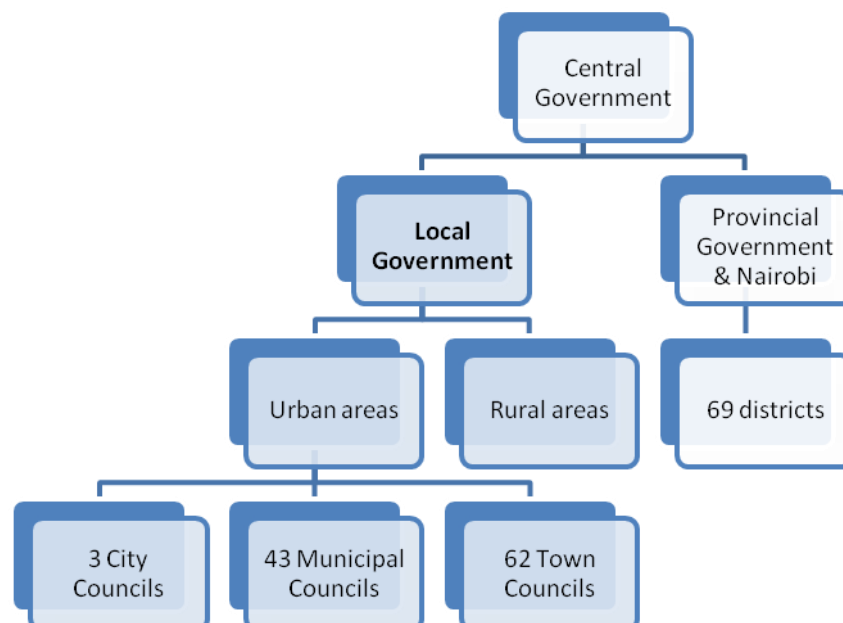 Central
Government
Local
Government
Provincial
Government
& Nairobi
Urban areas
Rural areas
69 districts
3 City
Councils
43 Municipal
Councils
62 Town
Councils